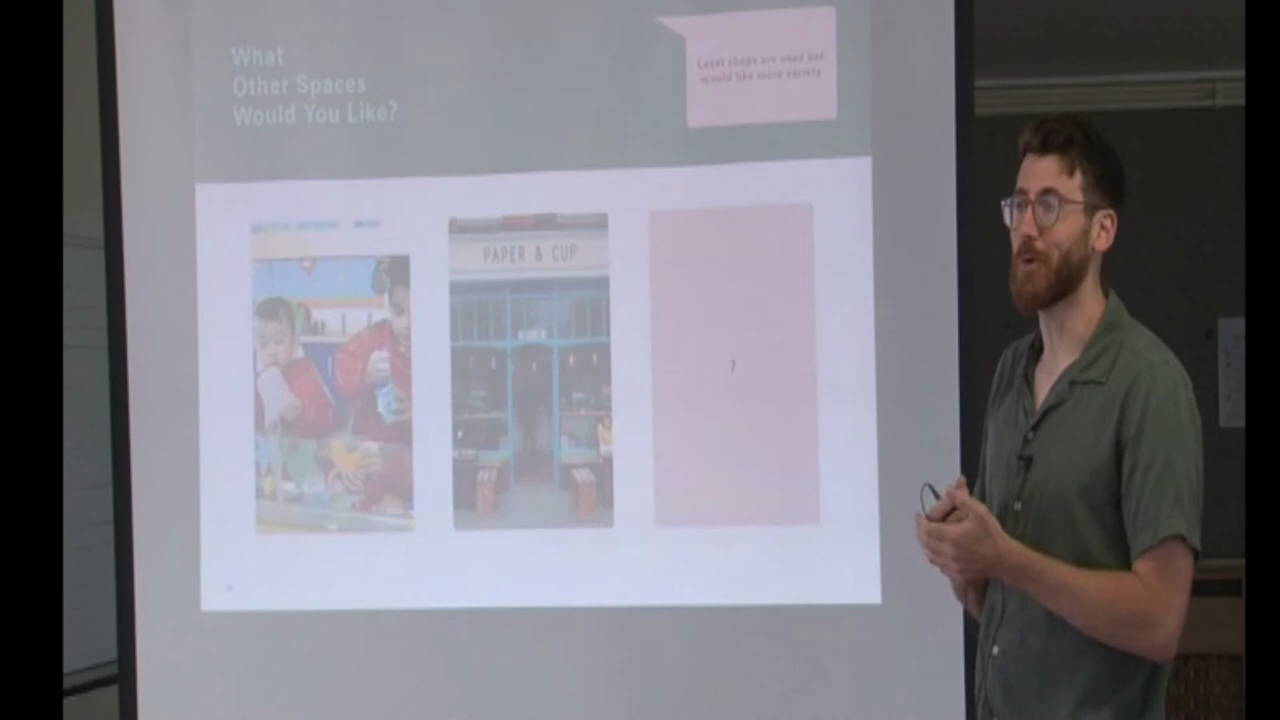 What
Other Spaces
Would You Like?
Local shops are used but
would like more variety
PAPER & CUP
?